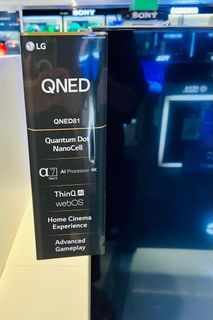 SONY
SONY
LG
QNED
QNED81
Quantum Dot
NanoCell
α7 AI Processor 4K
ThinQ AI
webOS
Home Cinema
Experience
Advanced
Gameplay